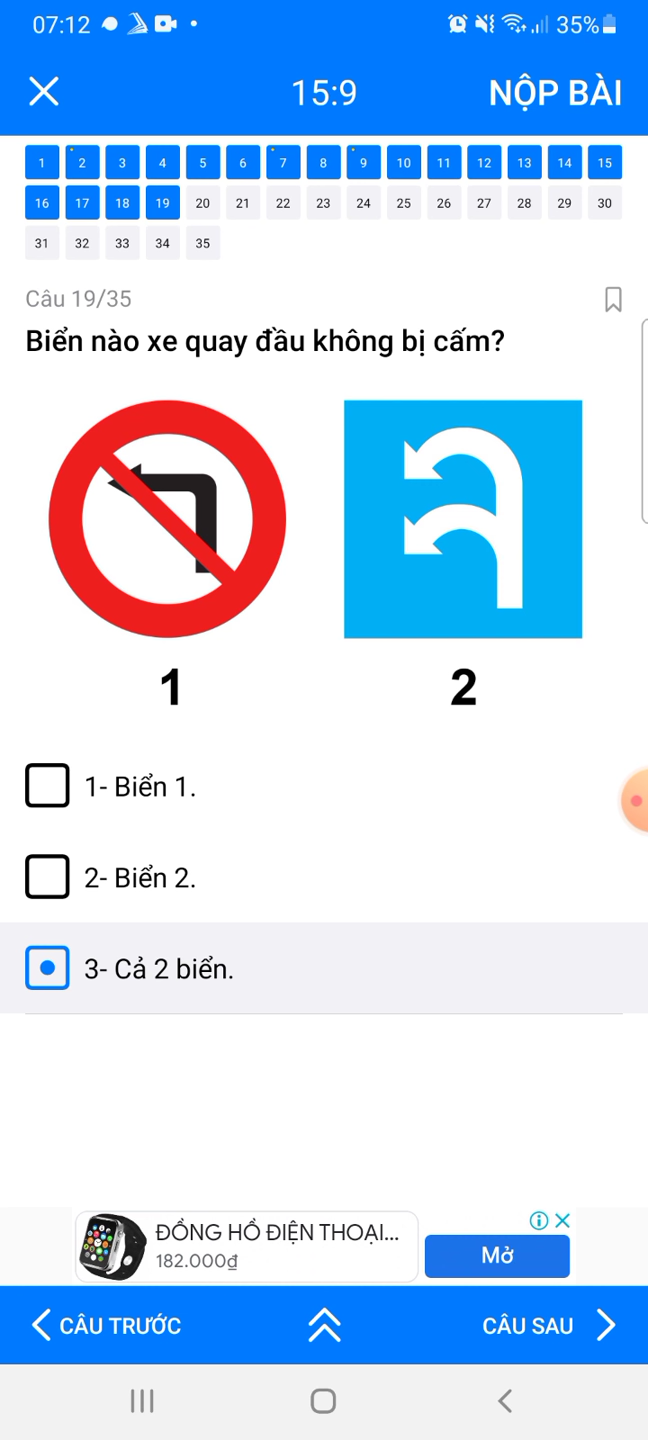 07:12 35%
15:9 NỘP BÀI
1 2 3 4 5 6 7 8 9 10 11 12 13 14 15
16 17 18 19 20 21 22 23 24 25 26 27 28 29 30
31 32 33 34 35
Câu 19/35
Biển nào xe quay đầu không bị cấm?
1 2
1- Biển 1.
2- Biển 2.
3- Cả 2 biển.
ĐỒNG HỒ ĐIỆN THOẠI...
182.000₫
Mở
CÂU TRƯỚC CÂU SAU